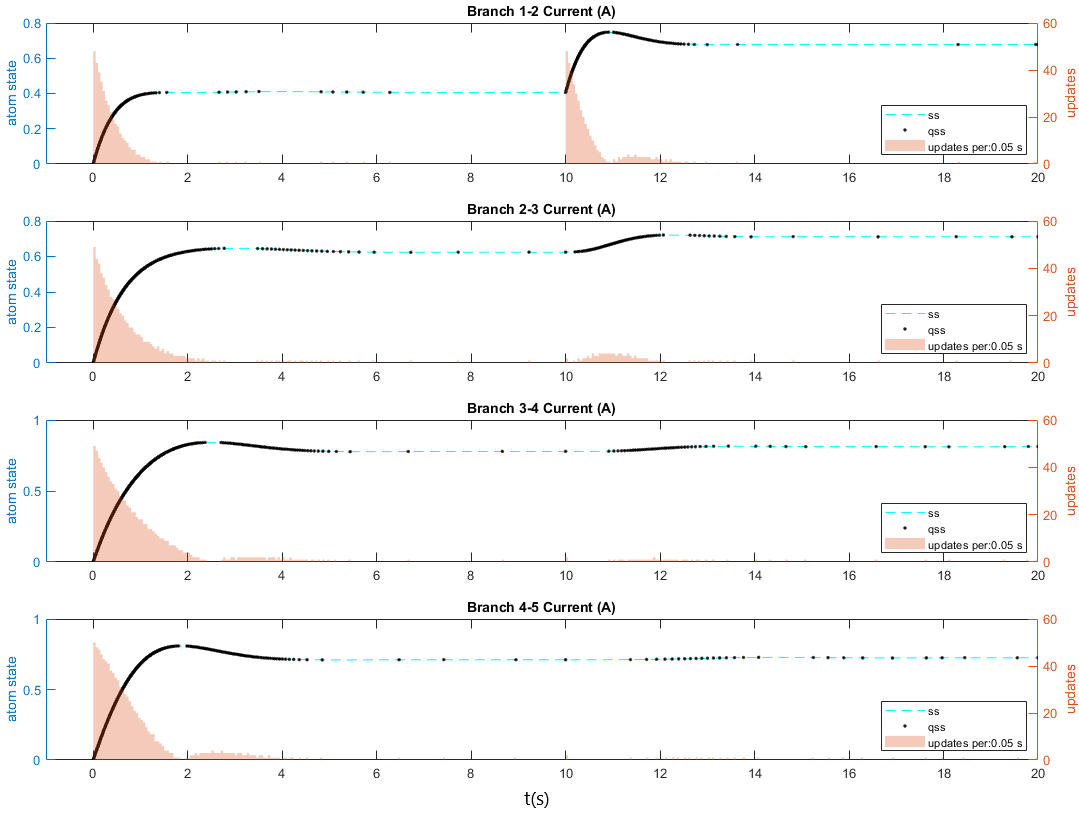 Branch 1-2 Current (A)
0.8
0.6
0.4
0.2
0
atom state
60
40
20
0
updates
ss
qss
updates per:0.05 s
0 2 4 6 8 10 12 14 16 18 20
Branch 2-3 Current (A)
0.8
0.6
0.4
0.2
0
atom state
60
40
20
0
updates
ss
qss
updates per:0.05 s
0 2 4 6 8 10 12 14 16 18 20
Branch 3-4 Current (A)
1
0.5
0
atom state
60
40
20
0
updates
ss
qss
updates per:0.05 s
0 2 4 6 8 10 12 14 16 18 20
Branch 4-5 Current (A)
1
0.5
0
atom state
60
40
20
0
updates
ss
qss
updates per:0.05 s
0 2 4 6 8 10 12 14 16 18 20
t(s)